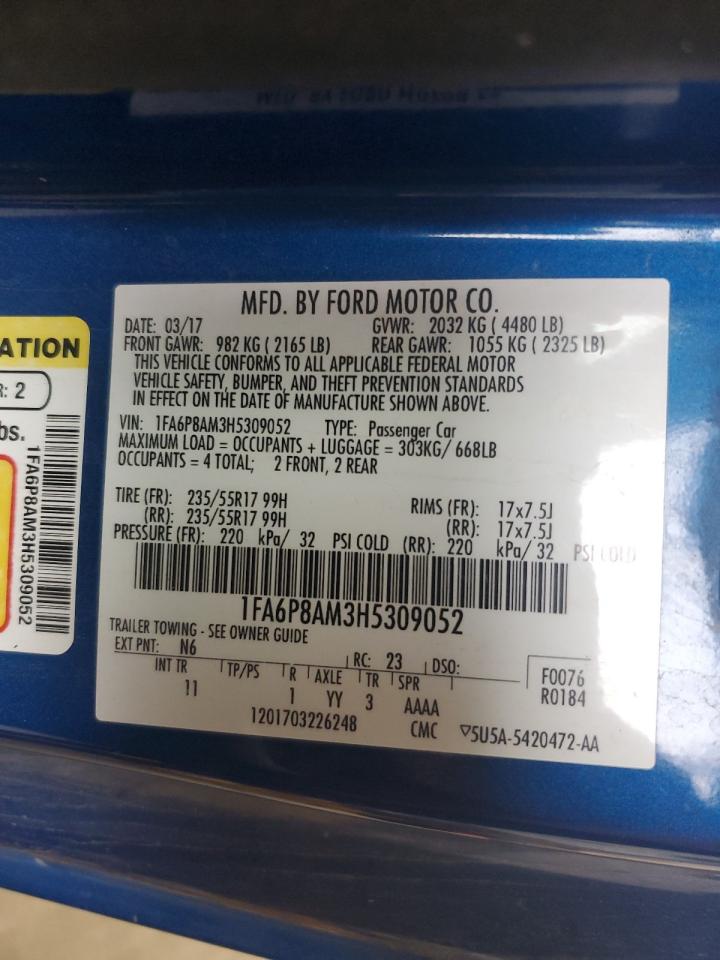 MFD. BY FORD MOTOR CO.
DATE: 03/17 GVWR: 2032 KG ( 4480 LB)
FRONT GAWR: 982 KG ( 2165 LB) REAR GAWR: 1055 KG ( 2325 LB)
THIS VEHICLE CONFORMS TO ALL APPLICABLE FEDERAL MOTOR
VEHICLE SAFETY, BUMPER, AND THEFT PREVENTION STANDARDS
IN EFFECT ON THE DATE OF MANUFACTURE SHOWN ABOVE.
VIN: 1FA6P8AM3H5309052 TYPE: Passenger Car
MAXIMUM LOAD = OCCUPANTS + LUGGAGE = 303KG/ 668LB
OCCUPANTS = 4 TOTAL; 2 FRONT, 2 REAR
TIRE (FR): 235/55R17 99H RIMS (FR): 17x7.5J
(RR): 235/55R17 99H (RR): 17x7.5J
PRESSURE (FR): 220 kPa/ 32 PSI COLD (RR): 220 kPa/ 32 PSI COLD
1FA6P8AM3H5309052
TRAILER TOWING - SEE OWNER GUIDE
EXT PNT: N6 RC: 23 DSO: F0076
INT TR TP/PS R AXLE TR SPR R0184
11 1 YY 3 AAAA
1201703226248 CMC ▽5U5A-5420472-AA
ATION
R: 2
bs.
1FA6P8AM3H5309052